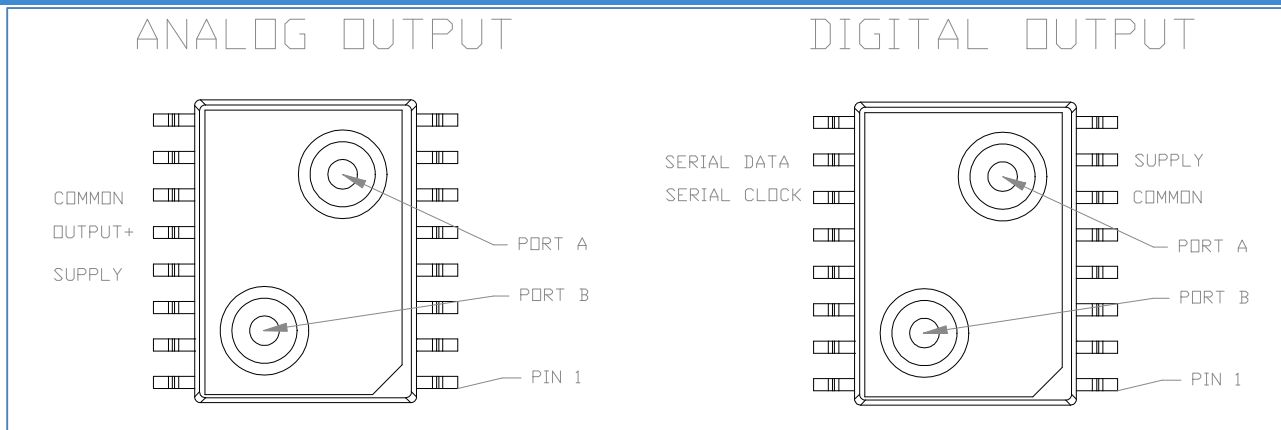 ANALOG OUTPUT
COMMON
OUTPUT+
SUPPLY
PORT A
PORT B
PIN 1
DIGITAL OUTPUT
SERIAL DATA
SERIAL CLOCK
SUPPLY
COMMON
PORT A
PORT B
PIN 1